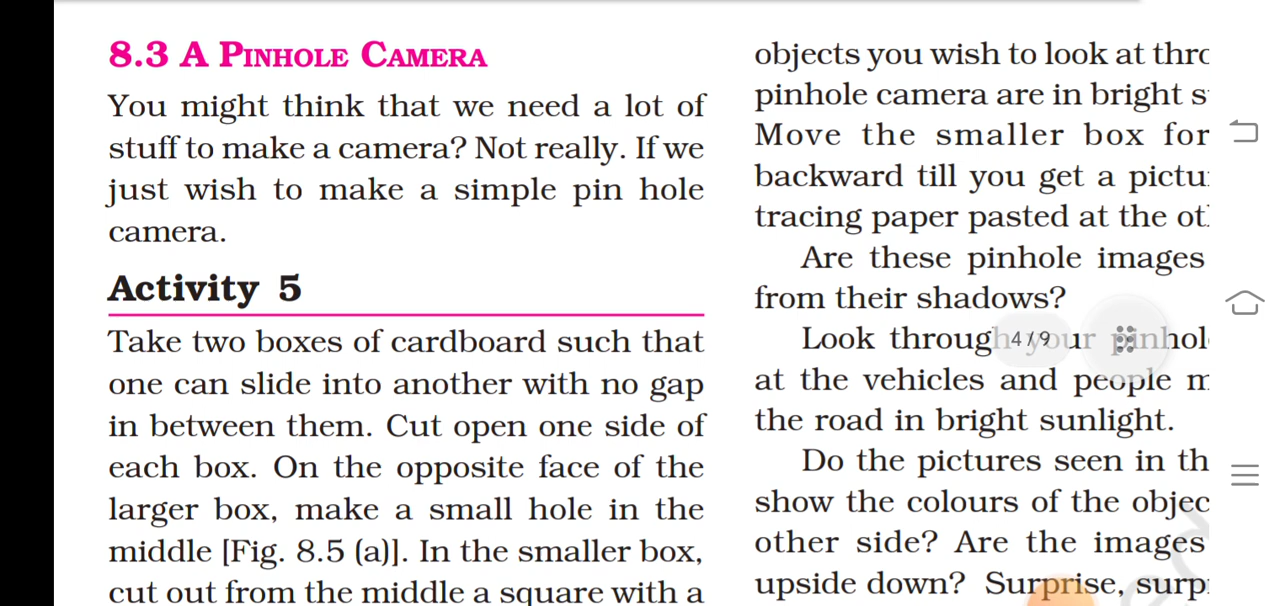 8.3 A PINHOLE CAMERA
You might think that we need a lot of
stuff to make a camera? Not really. If we
just wish to make a simple pin hole
camera.
Activity 5
Take two boxes of cardboard such that
one can slide into another with no gap
in between them. Cut open one side of
each box. On the opposite face of the
larger box, make a small hole in the
middle [Fig. 8.5 (a)]. In the smaller box,
cut out from the middle a square with a
objects you wish to look at
pinhole camera are in bright
Move the smaller box for
backward till you get a
tracing paper pasted at the
Are these pinhole images
from their shadows?
Look through your
at the vehicles and people
the road in bright sunlight.
Do the pictures seen in
show the colours of the
other side? Are the images
upside down? Surprise,
4/9